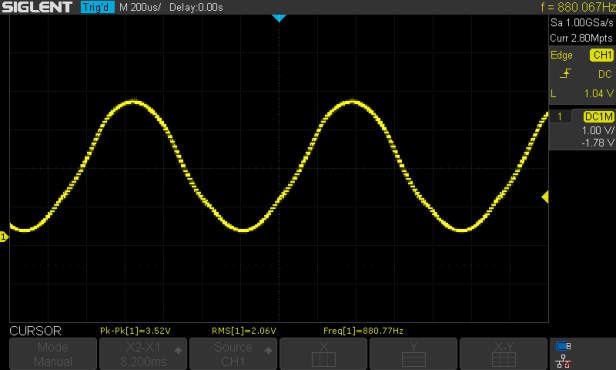 SIGLENT Trig'd M 200us/ Delay:0.00s f = 880.067Hz
Sa 1.00GSa/s
Curr 2.80Mpts
Edge CH1
DC
L 1.04 V
1 DC1M
1.00 V/
-1.78 V
1
CURSOR Pk-Pk[1]=3.52V RMS[1]=2.06V Freq[1]=880.77Hz
Mode X2-X1 Source X Y X-Y
Manual 8.200ms CH1